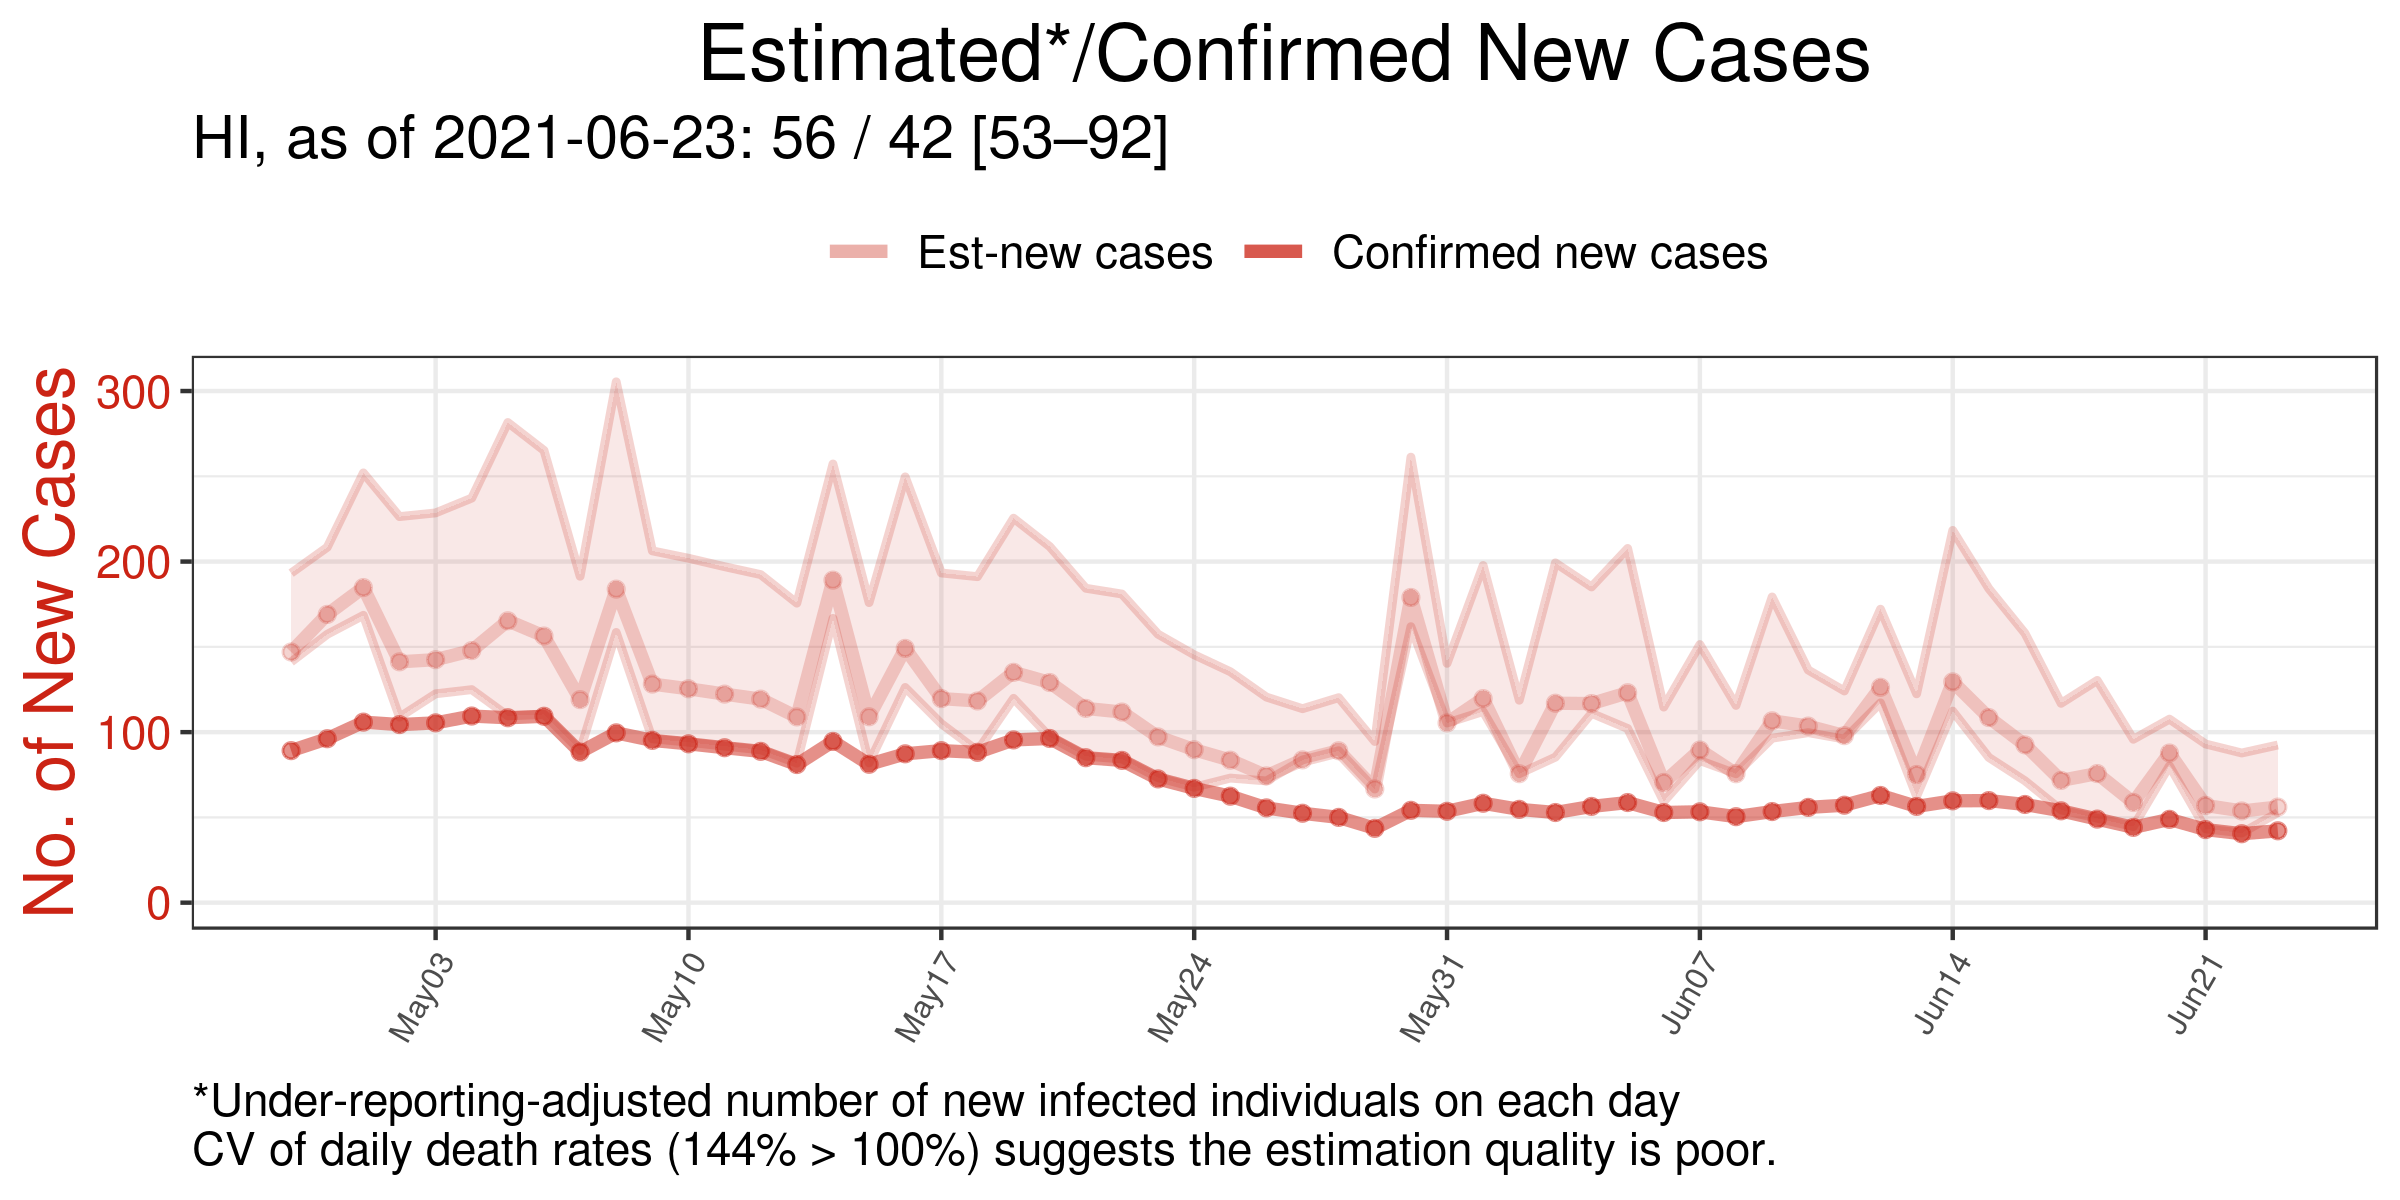 Estimated*/Confirmed New Cases
HI, as of 2021-06-23: 56 / 42 [53–92]
Est-new cases
Confirmed new cases
No. of New Cases
300
200
100
0
May03
May10
May17
May24
May31
Jun07
Jun14
Jun21
*Under-reporting-adjusted number of new infected individuals on each day
CV of daily death rates (144% > 100%) suggests the estimation quality is poor.